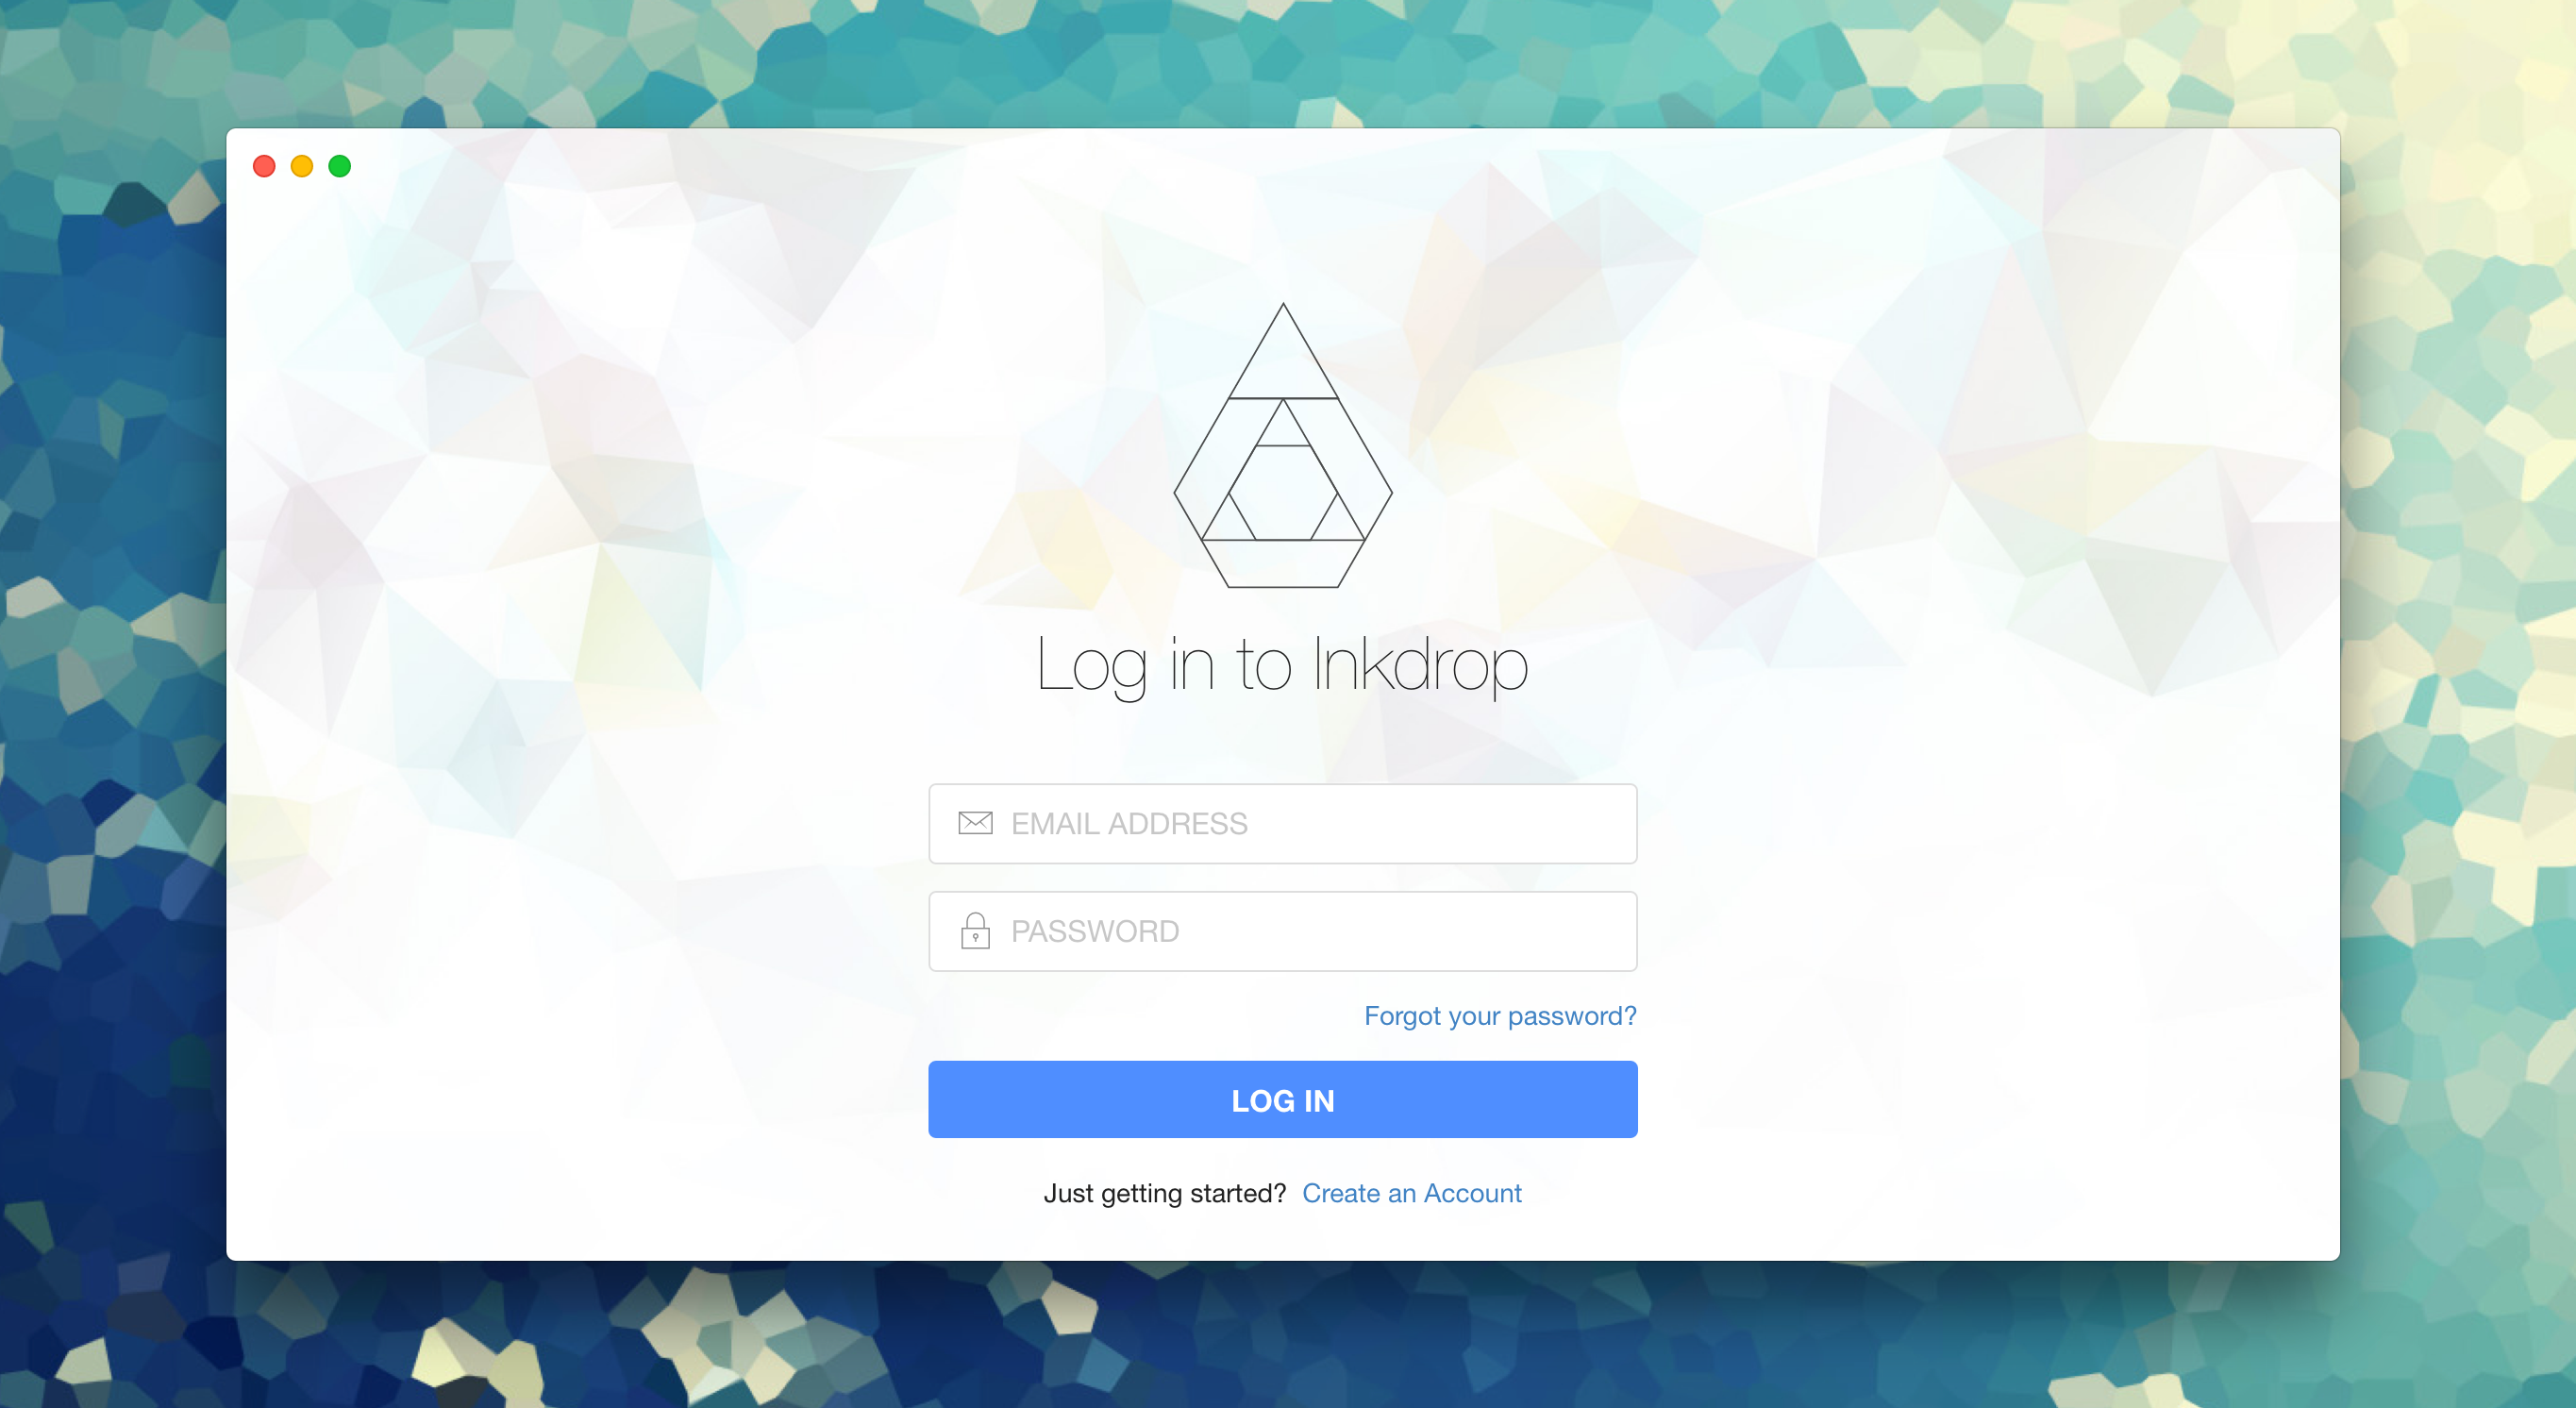 Log in to Inkdrop
EMAIL ADDRESS
PASSWORD
Forgot your password?
LOG IN
Just getting started? Create an Account